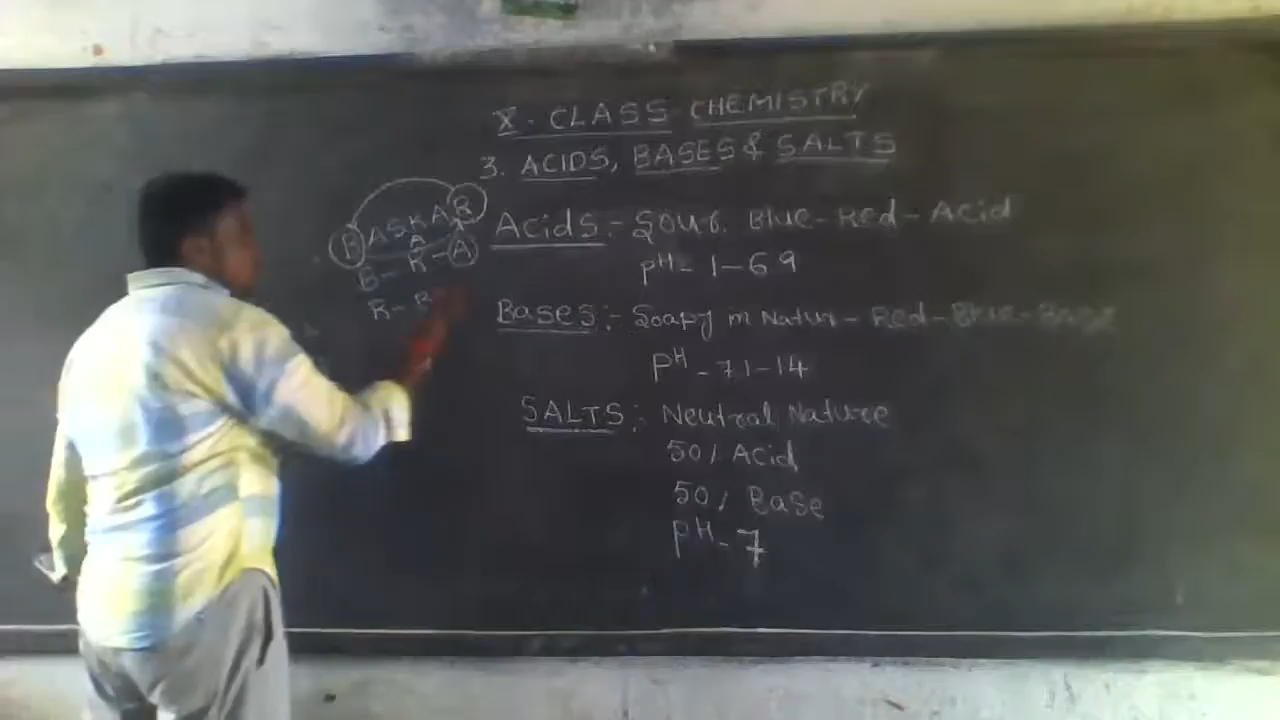 X - CLASS CHEMISTRY
3. ACIDS, BASES & SALTS
BASKAR
A
B - R - A
R - B
Acids :- Sour. Blue - Red - Acid
PH - 1 - 6 9
Bases :- Soapy in Natur - Red - Blue - Base
PH - 7 1 - 14
SALTS :- Neutral Nature
50% Acid
50% Base
PH - 7